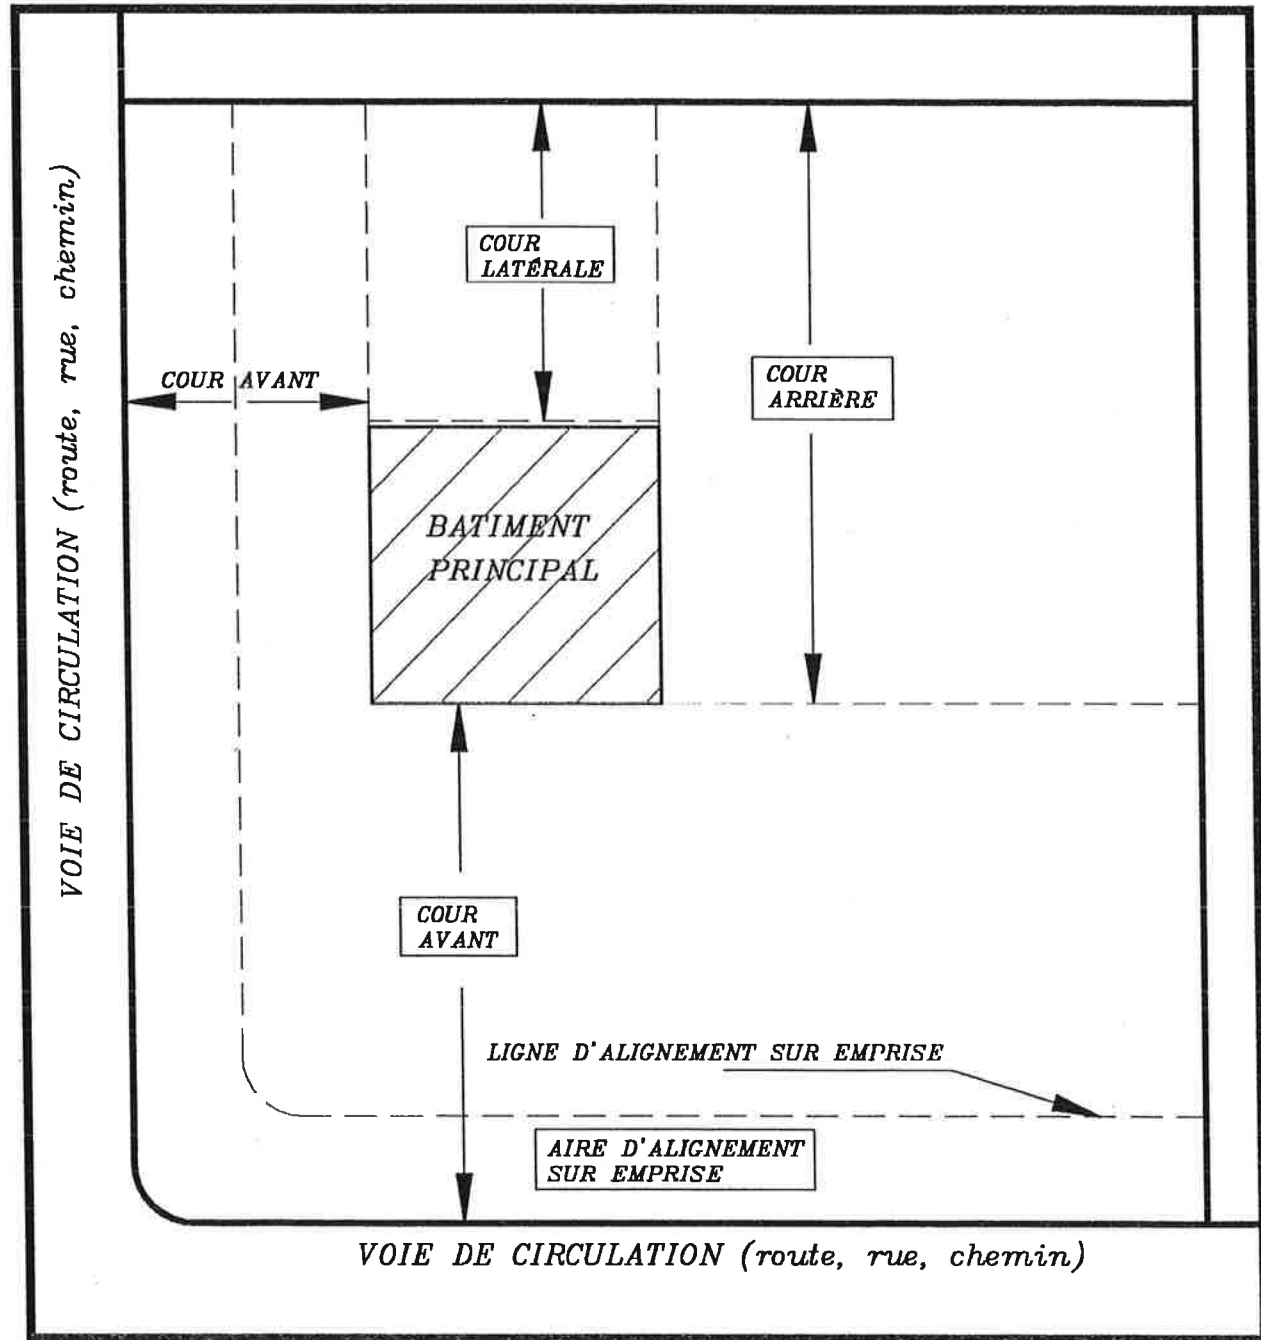 COUR
LATÉRALE
VOIE DE CIRCULATION (route, rue, chemin)
COUR AVANT
COUR
ARRIÈRE
BATIMENT
PRINCIPAL
COUR
AVANT
LIGNE D'ALIGNEMENT SUR EMPRISE
AIRE D'ALIGNEMENT
SUR EMPRISE
VOIE DE CIRCULATION (route, rue, chemin)